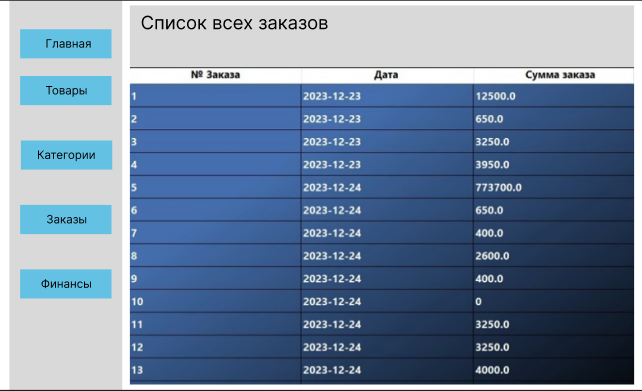 Список всех заказов
Главная
Товары
Категории
Заказы
Финансы
№ Заказа Дата Сумма заказа
1 2023-12-23 12500.0
2 2023-12-23 650.0
3 2023-12-23 3250.0
4 2023-12-23 3950.0
5 2023-12-24 773700.0
6 2023-12-24 650.0
7 2023-12-24 400.0
8 2023-12-24 2600.0
9 2023-12-24 400.0
10 2023-12-24 0
11 2023-12-24 3250.0
12 2023-12-24 3250.0
13 2023-12-24 4000.0